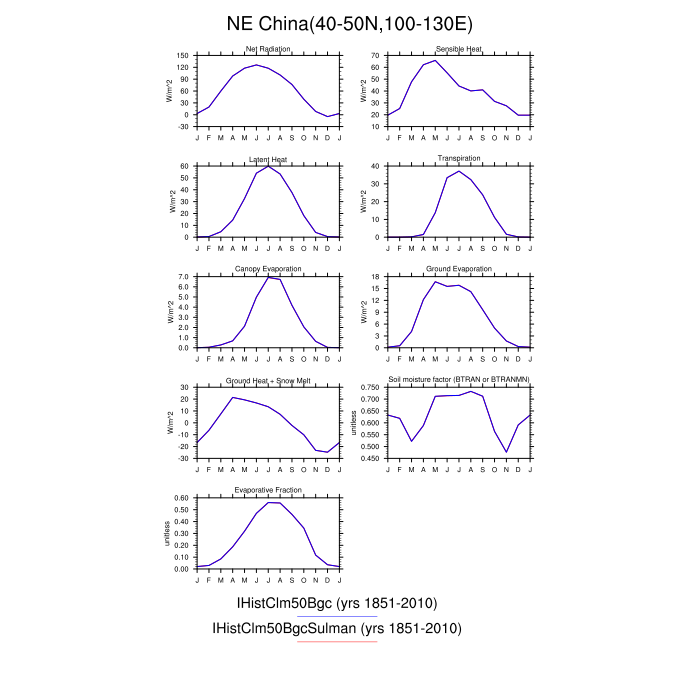 NE China(40-50N,100-130E)
Net Radiation
W/m^2
150
120
90
60
30
0
-30
J F M A M J J A S O N D J
Sensible Heat
W/m^2
70
60
50
40
30
20
10
J F M A M J J A S O N D J
Latent Heat
W/m^2
60
50
40
30
20
10
0
J F M A M J J A S O N D J
Transpiration
W/m^2
40
30
20
10
0
J F M A M J J A S O N D J
Canopy Evaporation
W/m^2
7.0
6.0
5.0
4.0
3.0
2.0
1.0
0.0
J F M A M J J A S O N D J
Ground Evaporation
W/m^2
18
15
12
9
6
3
0
J F M A M J J A S O N D J
Ground Heat + Snow Melt
W/m^2
30
20
10
0
-10
-20
-30
J F M A M J J A S O N D J
Soil moisture factor (BTRAN or BTRANMN)
unitless
0.750
0.700
0.650
0.600
0.550
0.500
0.450
J F M A M J J A S O N D J
Evaporative Fraction
unitless
0.60
0.50
0.40
0.30
0.20
0.10
0.00
J F M A M J J A S O N D J
IHistClm50Bgc (yrs 1851-2010)
IHistClm50BgcSulman (yrs 1851-2010)